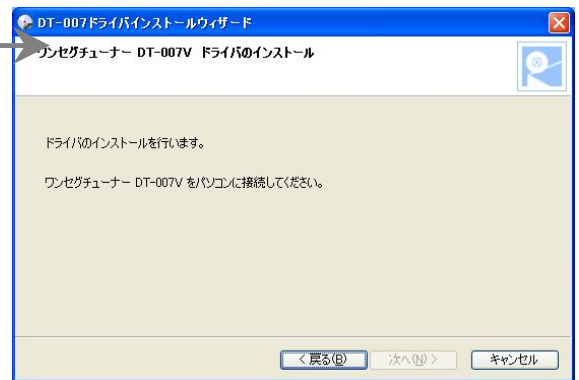 DT-007ドライバインストールウィザード
ワンセグチューナー DT-007V ドライバのインストール
ドライバのインストールを行います。
ワンセグチューナー DT-007V をパソコンに接続してください。
< 戻る(B)
次へ(N) >
キャンセル